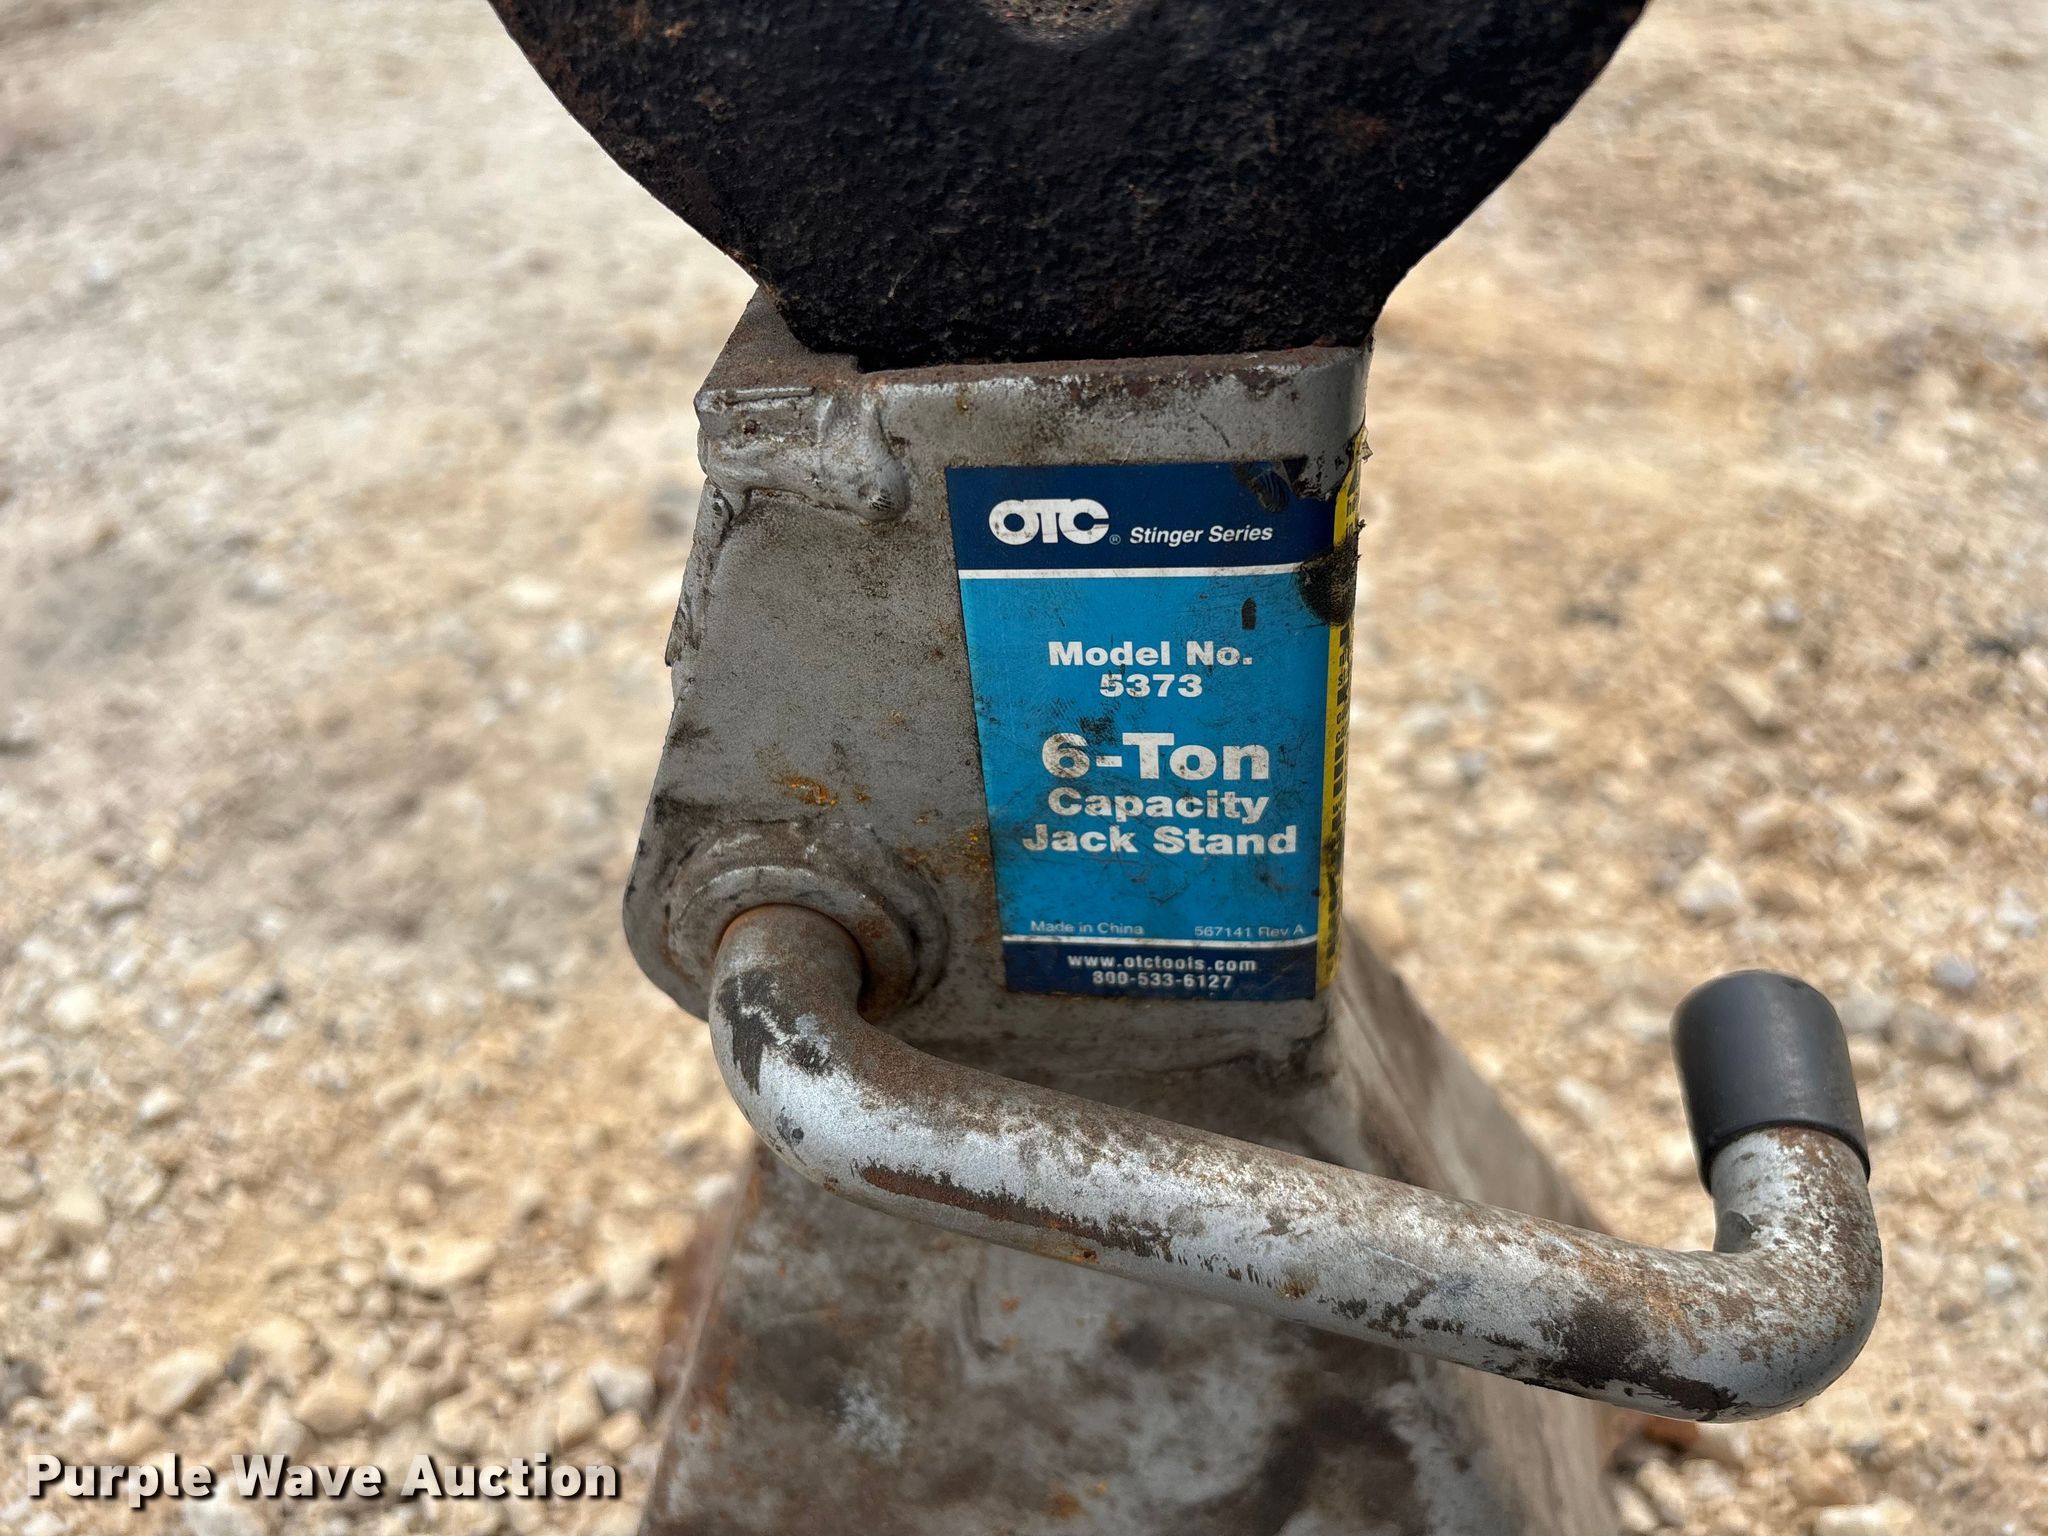 OTC® Stinger Series
Model No.
5373
6-Ton
Capacity
Jack Stand
Made in China 567141 Rev A
www.otctools.com
800-533-6127
Purple Wave Auction